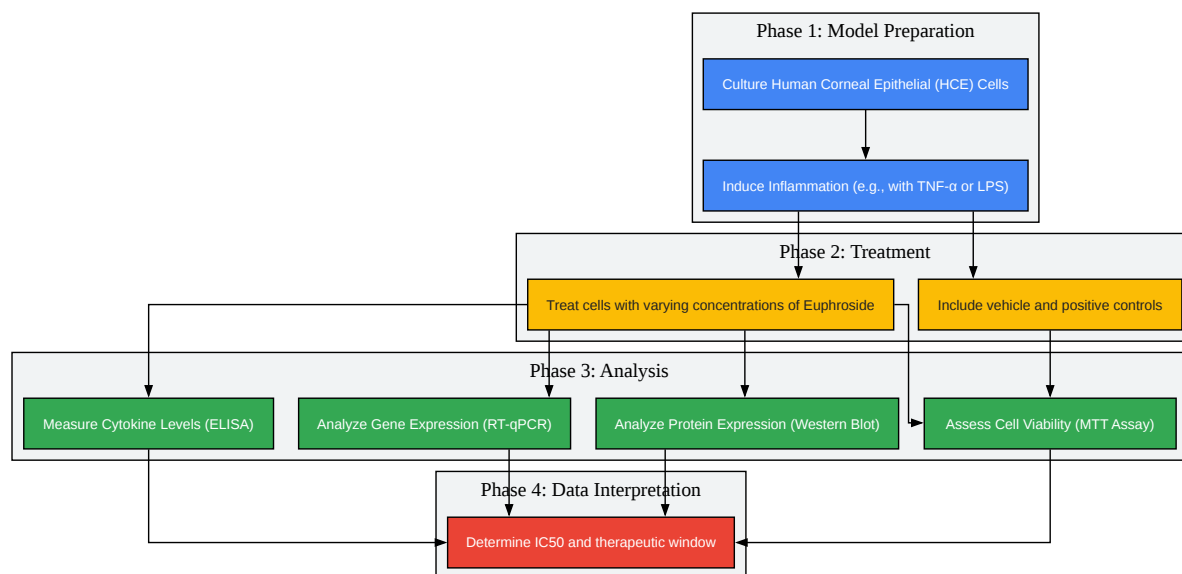 Phase 1: Model Preparation
Culture Human Corneal Epithelial (HCE) Cells
Induce Inflammation (e.g., with TNF-α or LPS)
Phase 2: Treatment
Treat cells with varying concentrations of Euphroside
Include vehicle and positive controls
Phase 3: Analysis
Measure Cytokine Levels (ELISA)
Analyze Gene Expression (RT-qPCR)
Analyze Protein Expression (Western Blot)
Assess Cell Viability (MTT Assay)
Phase 4: Data Interpretation
Determine IC50 and therapeutic window